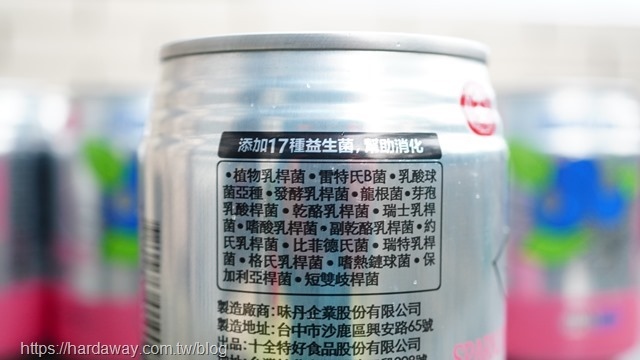 添加17種益生菌,幫助消化
•植物乳桿菌•雷特氏B菌•乳酸球
菌亞種•發酵乳桿菌•龍根菌•芽孢
乳酸桿菌•乾酪乳桿菌•瑞士乳桿
菌•嗜酸乳桿菌•副乾酪乳桿菌•約
氏乳桿菌•比菲德氏菌•瑞特乳桿
菌•格氏乳桿菌•嗜熱鏈球菌•保
加利亞桿菌•短雙歧桿菌
製造廠商:味丹企業股份有限公司
製造地址:台中市沙鹿區興安路65號
出品:十全特好食品股份有限公司
https://hardaway.com.tw/blog